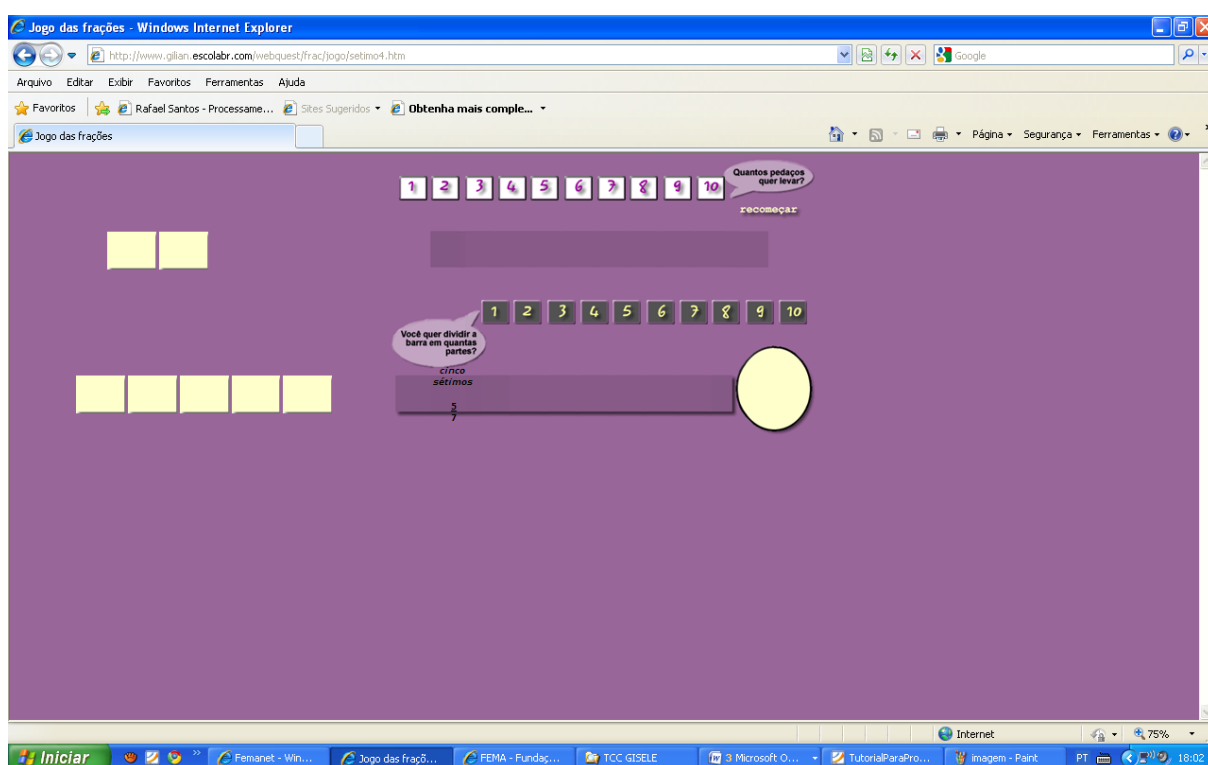 Jogo das frações - Windows Internet Explorer
http://www.gilian.escolabr.com/webquest/frac/jogo/setimo4.htm
Google
Arquivo Editar Exibir Favoritos Ferramentas Ajuda
Favoritos Rafael Santos - Processame... Sites Sugeridos Obtenha mais comple...
Jogo das frações
Página Segurança Ferramentas
1 2 3 4 5 6 7 8 9 10
Quantos pedaços
quer levar?
recomeçar
1 2 3 4 5 6 7 8 9 10
Você quer dividir a
barra em quantas
partes?
cinco
sétimos
5
7
Internet 75%
Iniciar Femanet - Win... Jogo das fraçõ... FEMA - Fundaç... TCC GISELE 3 Microsoft O... TutorialParaPro... imagem - Paint PT 18:02